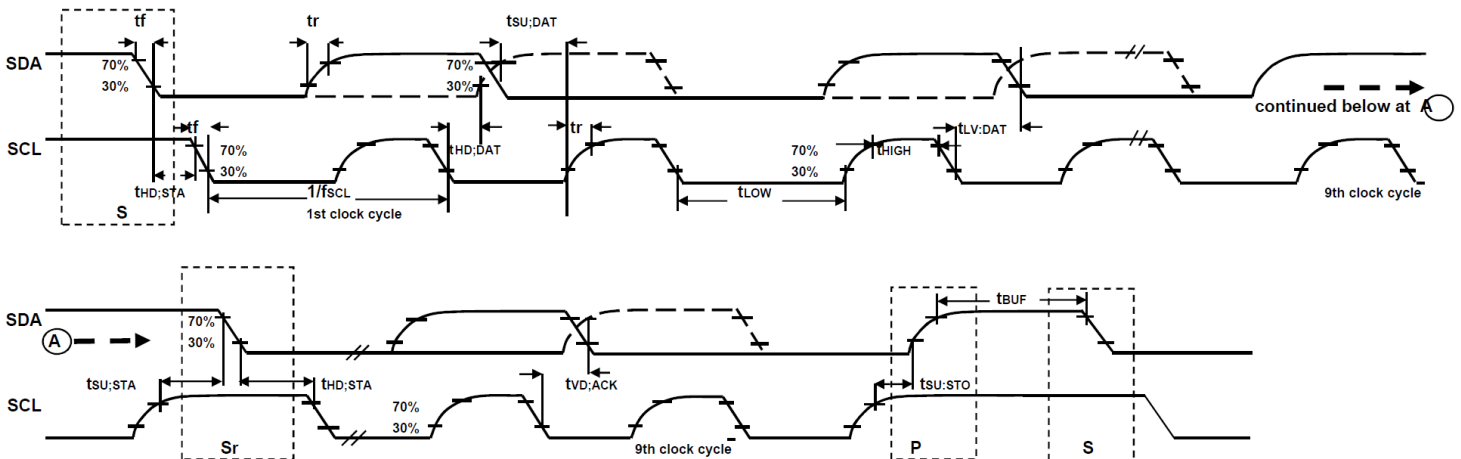 tf tr tSU;DAT
SDA 70% 70%
30% 30%
continued below at A
tf tr tLV:DAT
SCL 70% tHD;DAT 70% tHIGH
30% 30%
tHD;STA 1/fSCL tLOW 9th clock cycle
S 1st clock cycle
tBUF
SDA 70%
A 30%
tSU;STA tHD;STA tVD;ACK tSU:STO
SCL 70%
30%
Sr 9th clock cycle P S